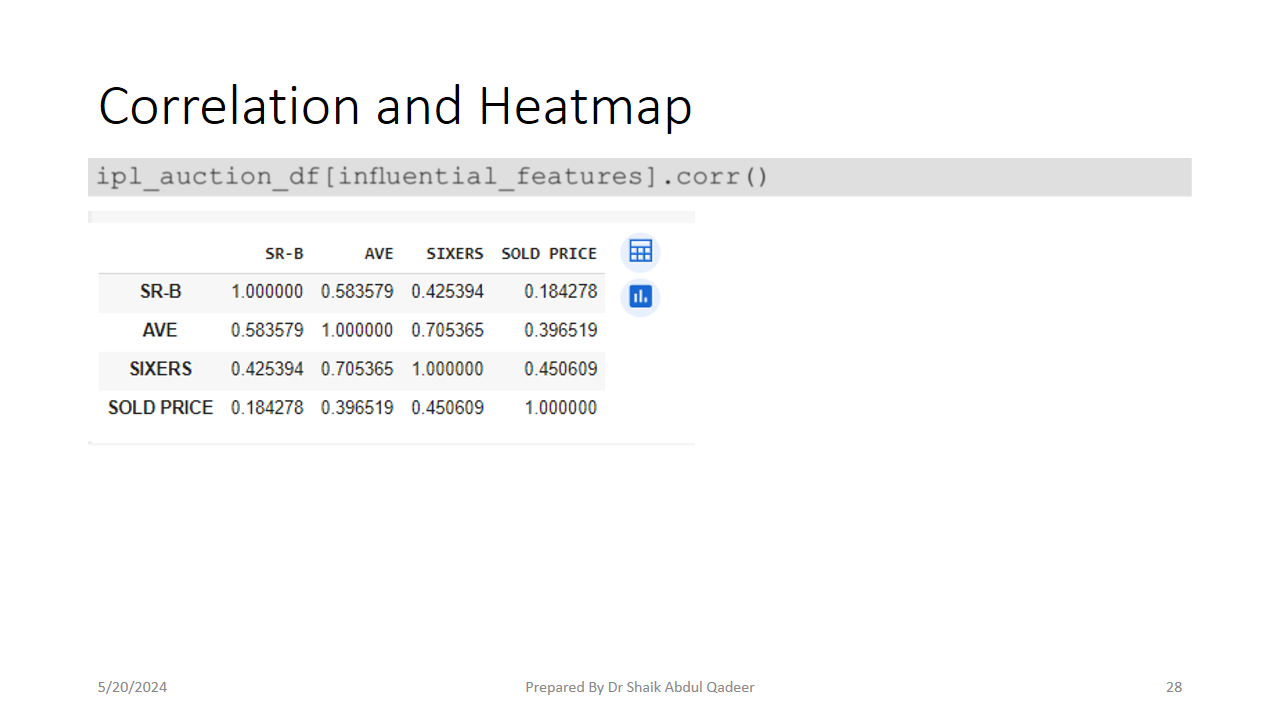 Correlation and Heatmap
ipl_auction_df[influential_features].corr()
SR-B AVE SIXERS SOLD PRICE
SR-B 1.000000 0.583579 0.425394 0.184278
AVE 0.583579 1.000000 0.705365 0.396519
SIXERS 0.425394 0.705365 1.000000 0.450609
SOLD PRICE 0.184278 0.396519 0.450609 1.000000
5/20/2024 Prepared By Dr Shaik Abdul Qadeer 28